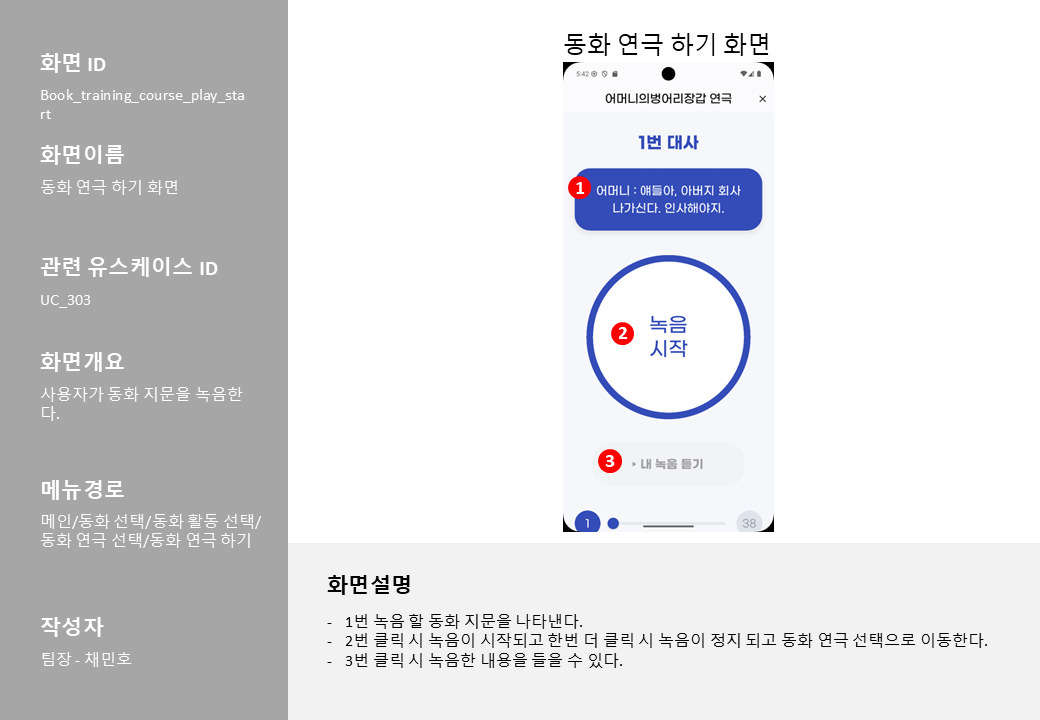 화면 ID
Book_training_course_play_sta
rt
화면이름
동화 연극 하기 화면
관련 유스케이스 ID
UC_303
화면개요
사용자가 동화 지문을 녹음한
다.
메뉴경로
메인/동화 선택/동화 활동 선택/
동화 연극 선택/동화 연극 하기
작성자
팀장 - 채민호
동화 연극 하기 화면
5:42
어머니의벙어리장갑 연극 ×
1번 대사
1
어머니 : 얘들아, 아버지 회사
나가신다. 인사해야지.
2
녹음
시작
3
▶ 내 녹음 듣기
1
38
화면설명
- 1번 녹음 할 동화 지문을 나타낸다.
- 2번 클릭 시 녹음이 시작되고 한번 더 클릭 시 녹음이 정지 되고 동화 연극 선택으로 이동한다.
- 3번 클릭 시 녹음한 내용을 들을 수 있다.